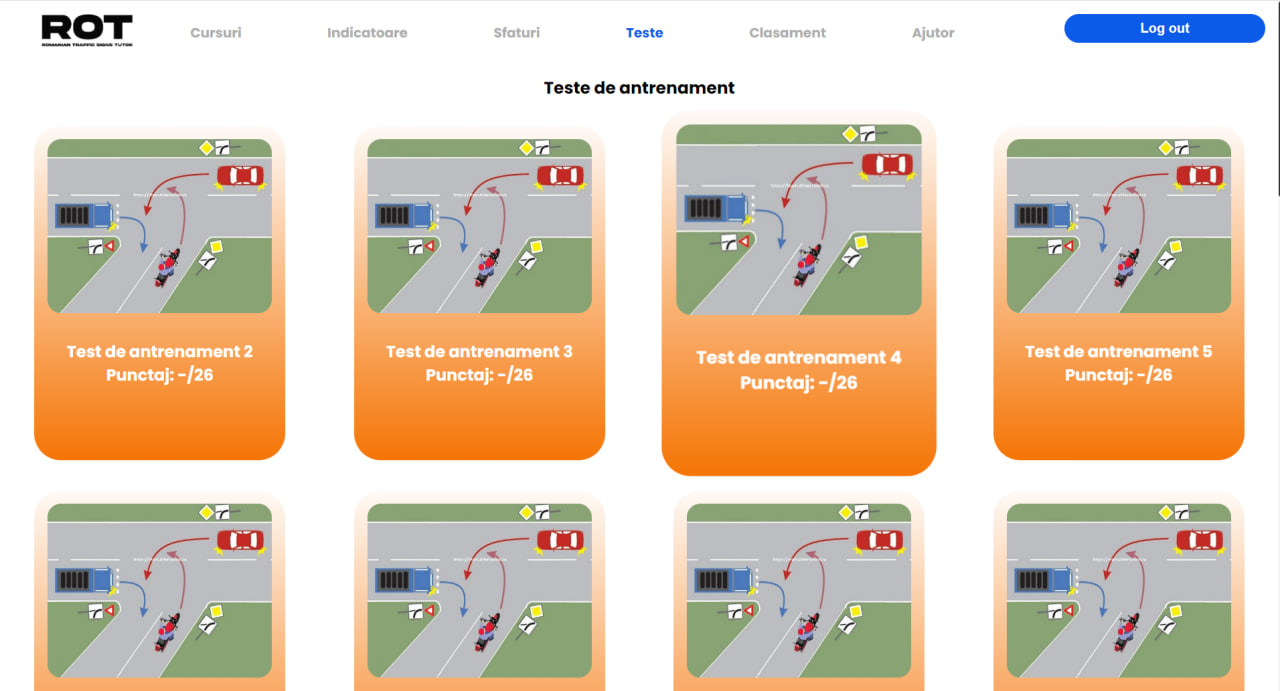 ROT
ROMANIAN TRAFFIC SIGNS TUTOR
Cursuri
Indicatoare
Sfaturi
Teste
Clasament
Ajutor
Log out
Teste de antrenament
Test de antrenament 2
Punctaj: -/26
Test de antrenament 3
Punctaj: -/26
Test de antrenament 4
Punctaj: -/26
Test de antrenament 5
Punctaj: -/26